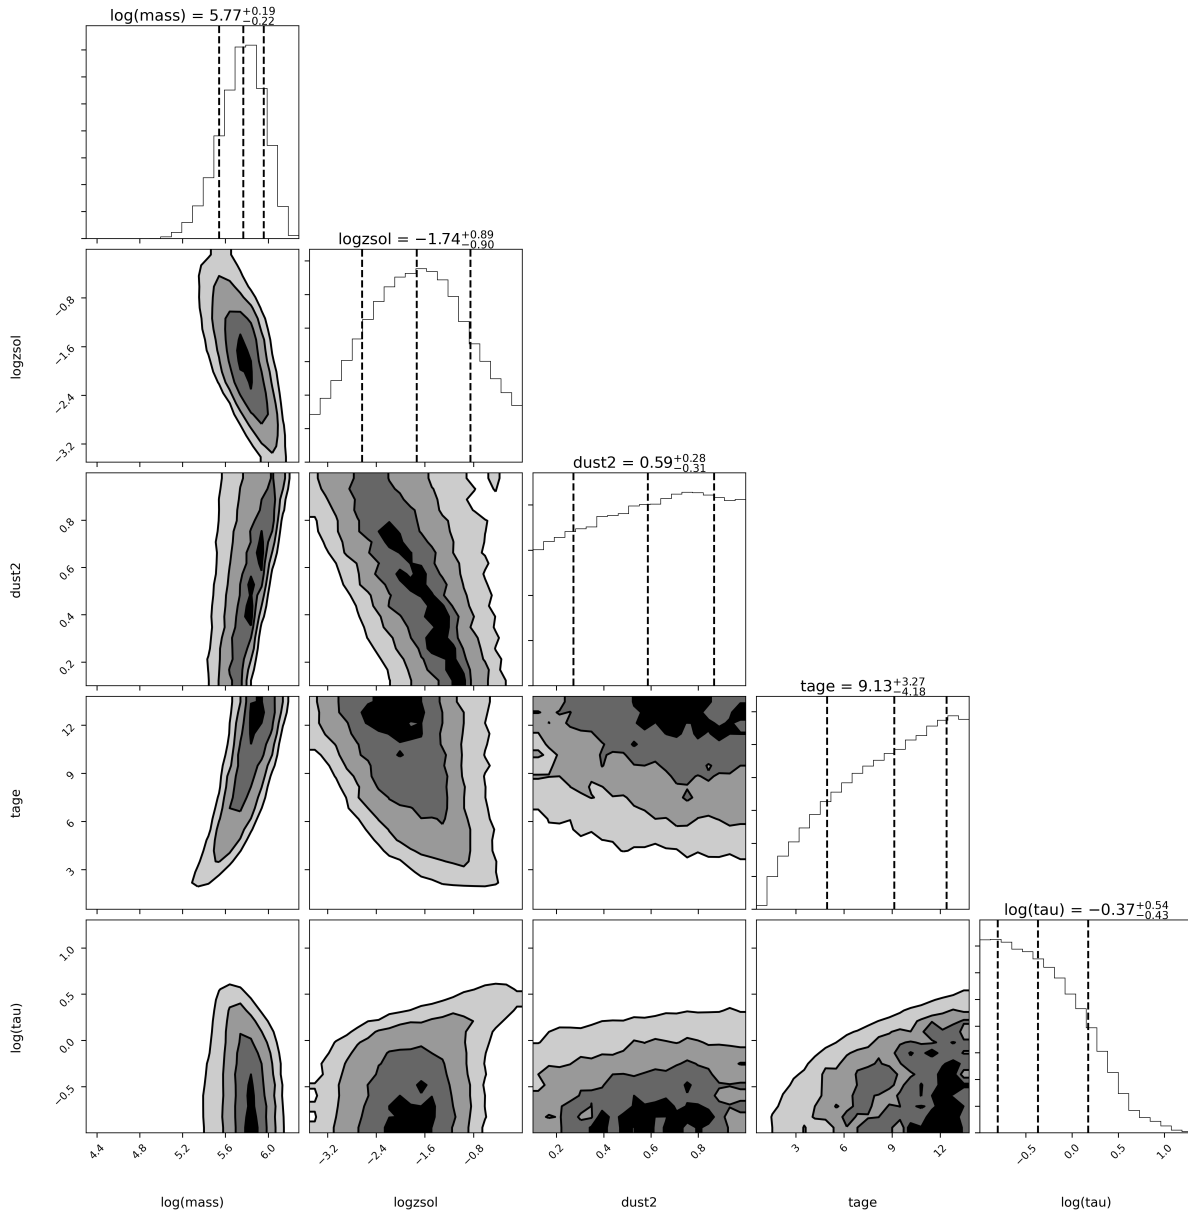 log(mass) = 5.77+0.19−0.22
logzsol = −1.74+0.89−0.90
−0.8
−1.6
−2.4
−3.2
logzsol
dust2 = 0.59+0.28−0.31
0.8
0.6
0.4
0.2
dust2
tage = 9.13+3.27−4.18
12
9
6
3
tage
log(tau) = −0.37+0.54−0.43
1.0
0.5
0.0
−0.5
log(tau)
4.4 4.8 5.2 5.6 6.0 −3.2 −2.4 −1.6 −0.8 0.2 0.4 0.6 0.8 3 6 9 12 −0.5 0.0 0.5 1.0
log(mass) logzsol dust2 tage log(tau)